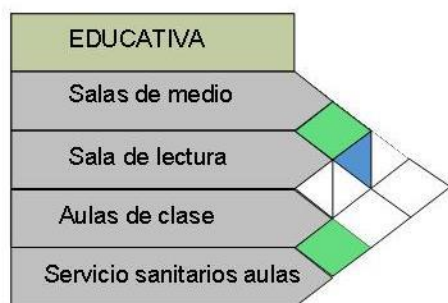 EDUCATIVA
Salas de medio
Sala de lectura
Aulas de clase
Servicio sanitarios aulas